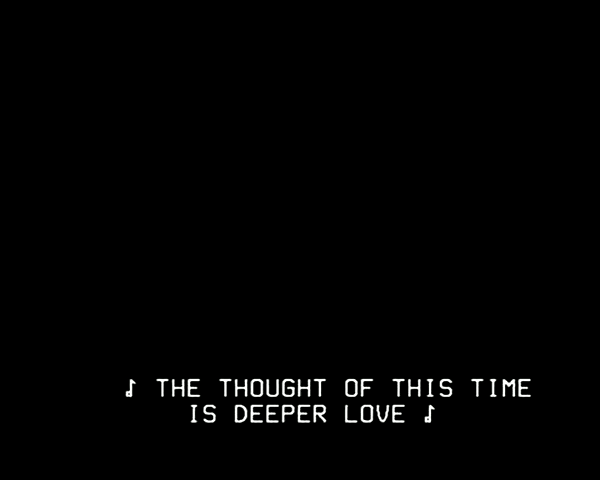 ♪ THE THOUGHT OF THIS TIME
IS DEEPER LOVE ♪